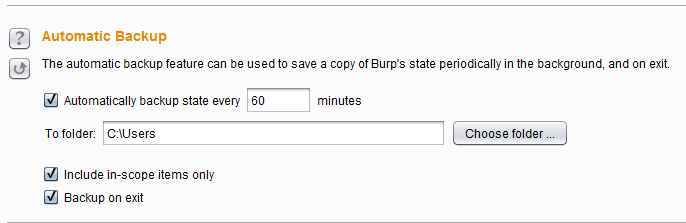 ?
Automatic Backup
The automatic backup feature can be used to save a copy of Burp's state periodically in the background, and on exit.
Automatically backup state every 60 minutes
To folder: C:\Users Choose folder ...
Include in-scope items only
Backup on exit